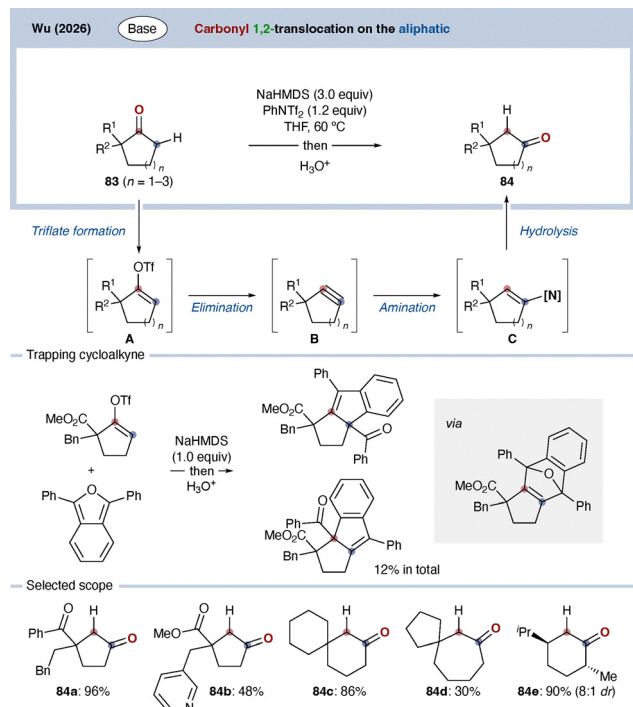 Wu (2026) Base Carbonyl 1,2-translocation on the aliphatic
O
R¹
R²
H
( )n
83 (n = 1–3)
NaHMDS (3.0 equiv)
PhNTf₂ (1.2 equiv)
THF, 60 ºC
then
H₃O⁺
H
R¹
R²
O
( )n
84
Triflate formation
Hydrolysis
OTf
R¹
R²
( )n
A
Elimination
R¹
R²
( )n
B
Amination
R¹
R²
[N]
( )n
C
Trapping cycloalkyne
OTf
MeO₂C
Bn
+
Ph O Ph
NaHMDS
(1.0 equiv)
then
H₃O⁺
Ph
MeO₂C
Bn
O
Ph
O
Ph
MeO₂C
Bn
Ph
12% in total
via
Ph
O
MeO₂C
Ph
Bn
Selected scope
O
Ph
H
O
Bn
84a: 96%
O
MeO
H
O
N
84b: 48%
H
O
84c: 86%
H
O
84d: 30%
ⁱPr
H
O
Me
84e: 90% (8:1 dr)